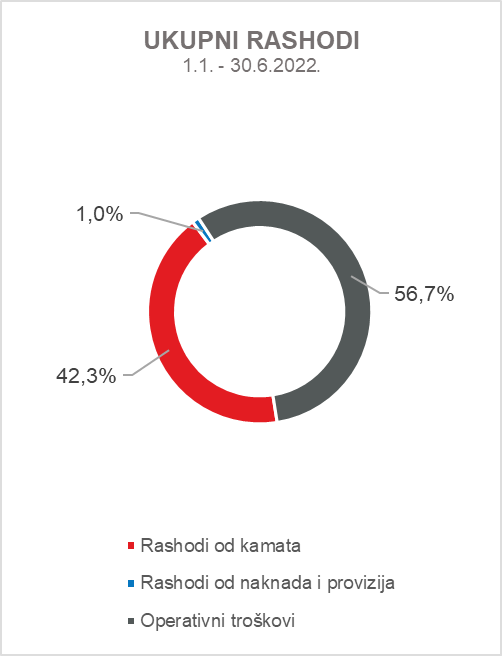 UKUPNI RASHODI
1.1. - 30.6.2022.
1,0%
56,7%
42,3%
Rashodi od kamata
Rashodi od naknada i provizija
Operativni troškovi